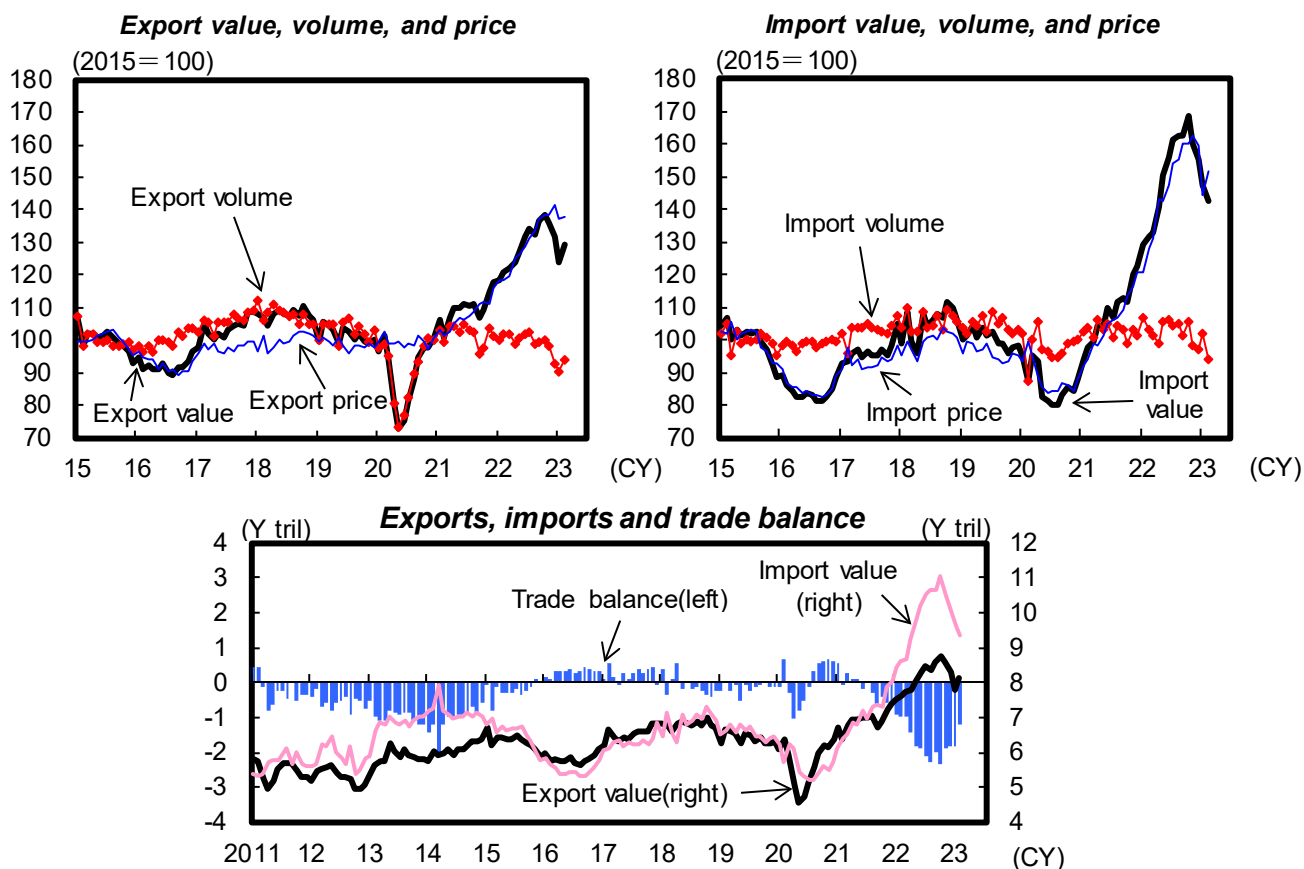 Export value, volume, and price
(2015＝100)
180
170
160
150
140
130
120
110
100
90
80
70
Export volume
Export value
Export price
15 16 17 18 19 20 21 22 23 (CY)
Import value, volume, and price
(2015＝100)
180
170
160
150
140
130
120
110
100
90
80
70
Import volume
Import price
Import
value
15 16 17 18 19 20 21 22 23 (CY)
Exports, imports and trade balance
(Y tril) (Y tril)
4
3
2
1
0
-1
-2
-3
-4
Trade balance(left)
Import value
(right)
Export value(right)
12
11
10
9
8
7
6
5
4
2011 12 13 14 15 16 17 18 19 20 21 22 23 (CY)